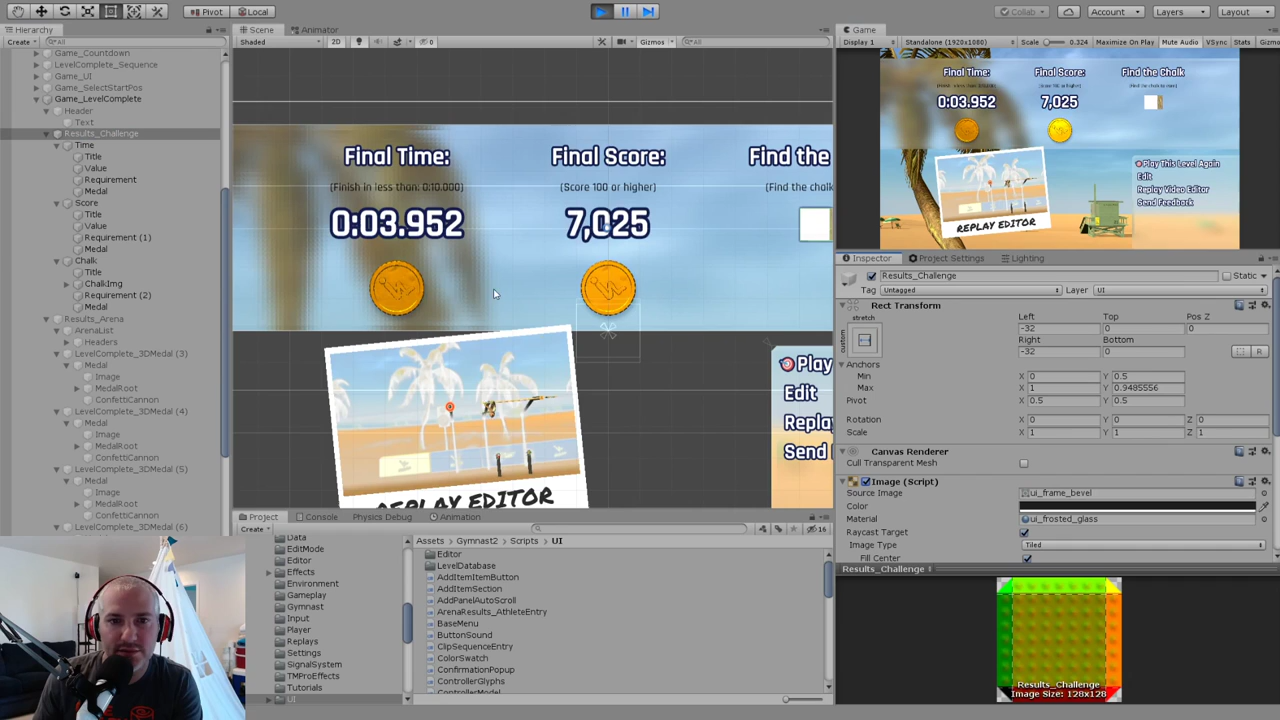 Pivot
Local
Collab
Account
Layers
Layout
Hierarchy
Create
All
Game_Countdown
LevelComplete_Sequence
Game_UI
Game_SelectStartPos
Game_LevelComplete
Header
Text
Results_Challenge
Time
Title
Value
Requirement
Medal
Score
Title
Value
Requirement (1)
Medal
Chalk
Title
ChalkImg
Requirement (2)
Medal
Results_Arena
ArenaList
Headers
LevelComplete_3DMedal (3)
Medal
Image
MedalRoot
ConfettiCannon
LevelComplete_3DMedal (4)
Medal
Image
MedalRoot
ConfettiCannon
LevelComplete_3DMedal (5)
Medal
Image
MedalRoot
ConfettiCannon
LevelComplete_3DMedal (6)
Scene
Animator
Shaded
2D
0
Gizmos
All
Final Time:
Final Score:
Find the
(Finish in less than: 0:10.000)
(Score 100 or higher)
(Find the chalk
0:03.952
7,025
REPLAY EDITOR
Play
Edit
Replay
Send
Game
Display 1
Standalone (1920x1080)
Scale
0.324
Maximize On Play
Mute Audio
VSync
Stats
Gizmo
Final Time:
Final Score:
Find the Chalk
0:03.952
7,025
REPLAY EDITOR
Play This Level Again
Edit
Replay Video Editor
Send Feedback
Inspector
Project Settings
Lighting
Results_Challenge
Static
Tag
Untagged
Layer
UI
Rect Transform
stretch
custom
Left
Top
Pos Z
-32
0
0
Right
Bottom
-32
0
R
Anchors
Min
X
0
Y
0.5
Max
X
1
Y
0.9485556
Pivot
X
0.5
Y
0.5
Rotation
X
0
Y
0
Z
0
Scale
X
1
Y
1
Z
1
Canvas Renderer
Cull Transparent Mesh
Image (Script)
Source Image
ui_frame_bevel
Color
Material
ui_frosted_glass
Raycast Target
Image Type
Tiled
Fill Center
Results_Challenge
Results_Challenge
Image Size: 128x128
Project
Console
Physics Debug
Animation
Create
16
Data
EditMode
Editor
Effects
Environment
Gameplay
Gymnast
Input
Player
Replays
Settings
SignalSystem
TMProEffects
Tutorials
UI
Assets
Gymnast2
Scripts
UI
Editor
LevelDatabase
AddItemItemButton
AddItemSection
AddPanelAutoScroll
ArenaResults_AthleteEntry
BaseMenu
ButtonSound
ClipSequenceEntry
ColorSwatch
ConfirmationPopup
ControllerGlyphs
ControllerModel